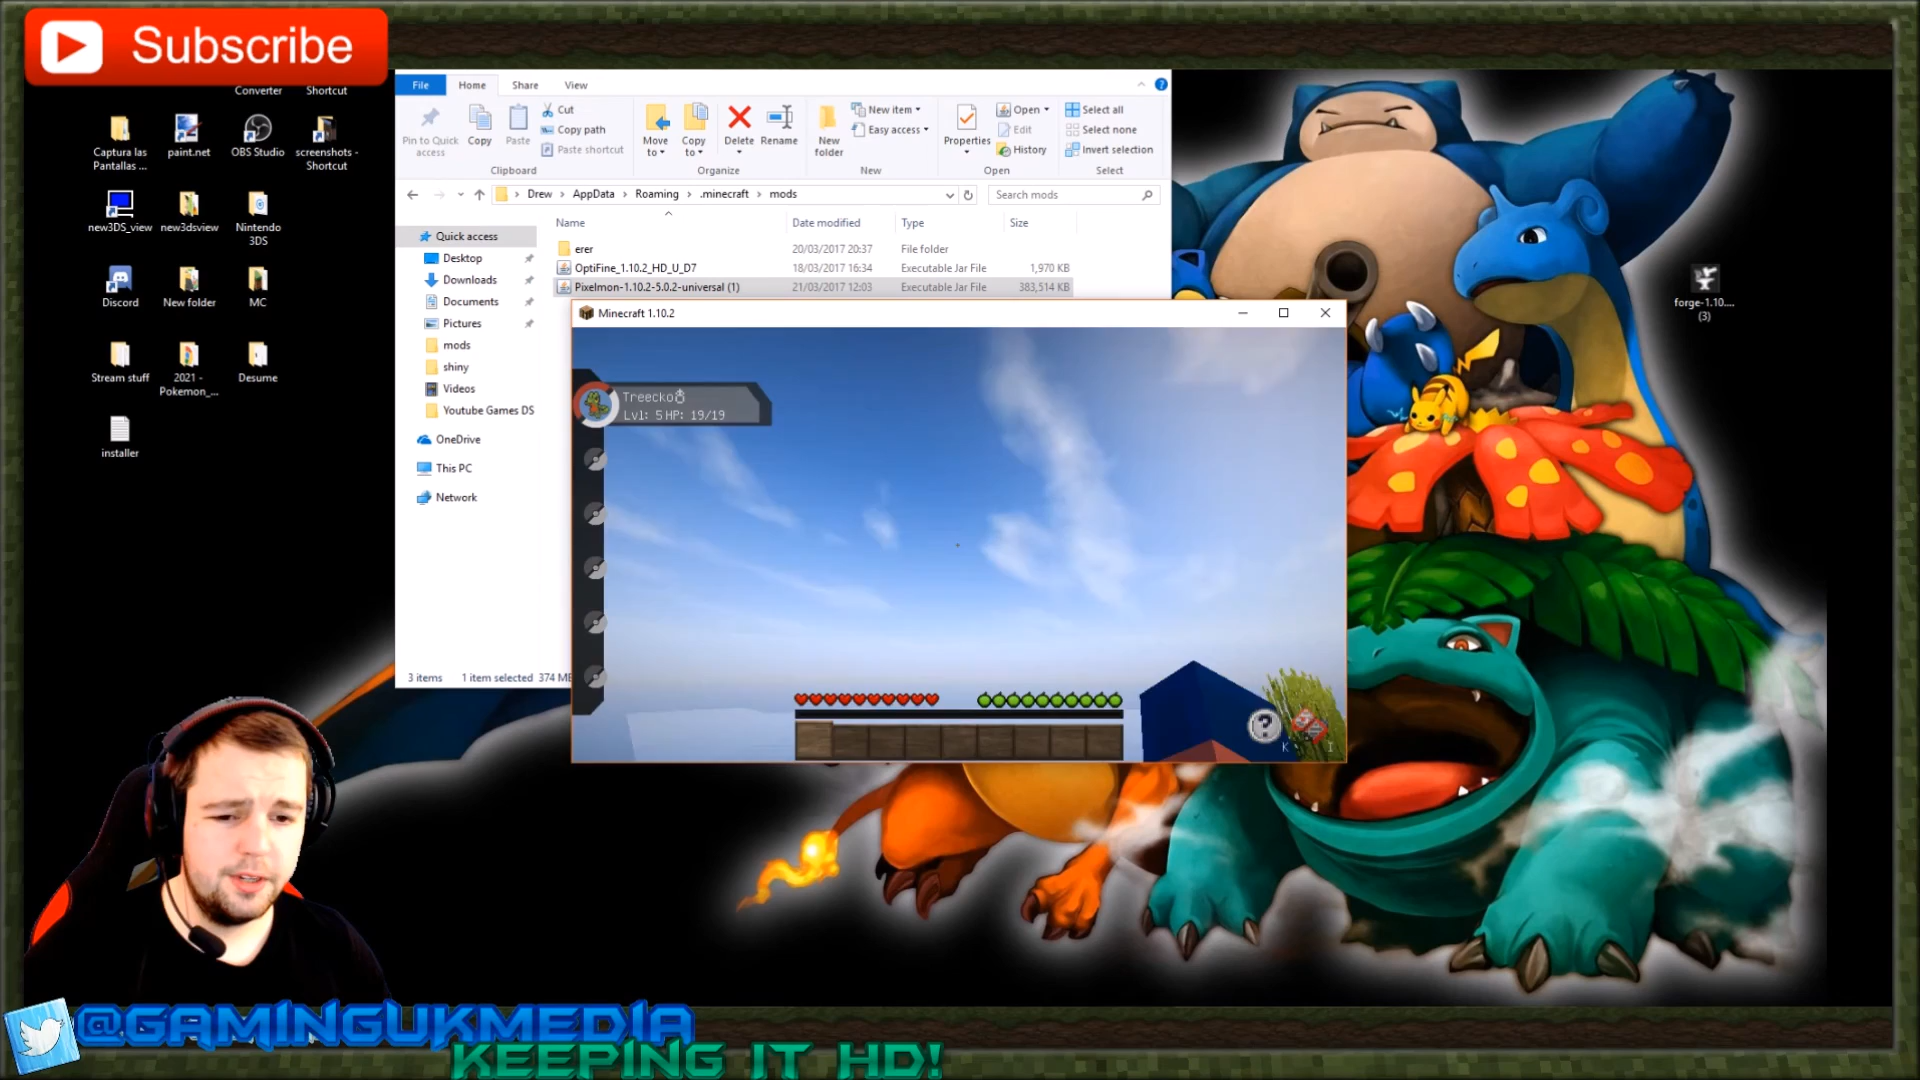 Subscribe
Converter
Shortcut
Captura las Pantallas ...
paint.net
OBS Studio
screenshots - Shortcut
new3DS_view
new3dsview
Nintendo 3DS
Discord
New folder
MC
Stream stuff
2021 - Pokemon_...
Desume
installer
File
Home
Share
View
Pin to Quick access
Copy
Paste
Cut
Copy path
Paste shortcut
Clipboard
Move to
Copy to
Delete
Rename
Organize
New folder
New item
Easy access
New
Properties
Open
Edit
History
Open
Select all
Select none
Invert selection
Select
Drew > AppData > Roaming > .minecraft > mods
Search mods
Name
Date modified
Type
Size
erer
20/03/2017 20:37
File folder
OptiFine_1.10.2_HD_U_D7
18/03/2017 16:34
Executable Jar File
1,970 KB
Pixelmon-1.10.2-5.0.2-universal (1)
21/03/2017 12:03
Executable Jar File
383,514 KB
Quick access
Desktop
Downloads
Documents
Pictures
mods
shiny
Videos
Youtube Games DS
OneDrive
This PC
Network
3 items
1 item selected 374 MB
Minecraft 1.10.2
Treecko♂
Lvl: 5 HP: 19/19
?
K
I
forge-1.10.... (3)
@GAMINGUKMEDIA
KEEPING IT HD!